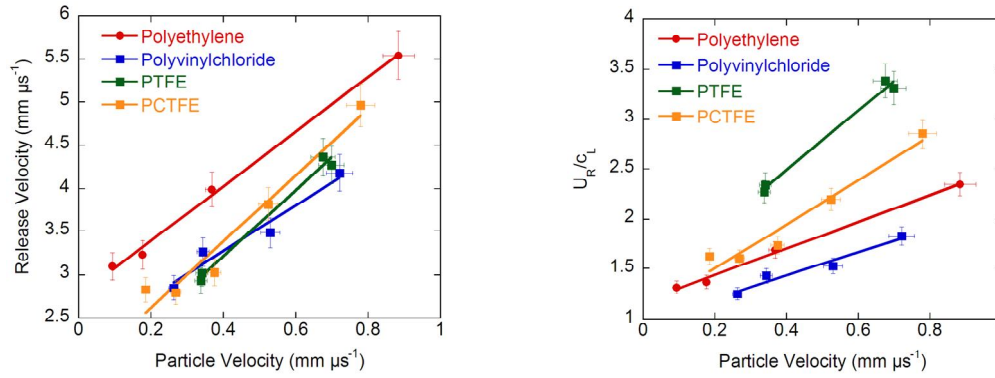 Release Velocity (mm µs⁻¹)
6
5.5
5
4.5
4
3.5
3
2.5
Polyethylene
Polyvinylchloride
PTFE
PCTFE
0 0.2 0.4 0.6 0.8 1
Particle Velocity (mm µs⁻¹)
U_R/c_L
4
3.5
3
2.5
2
1.5
1
Polyethylene
Polyvinylchloride
PTFE
PCTFE
0 0.2 0.4 0.6 0.8
Particle Velocity (mm µs⁻¹)